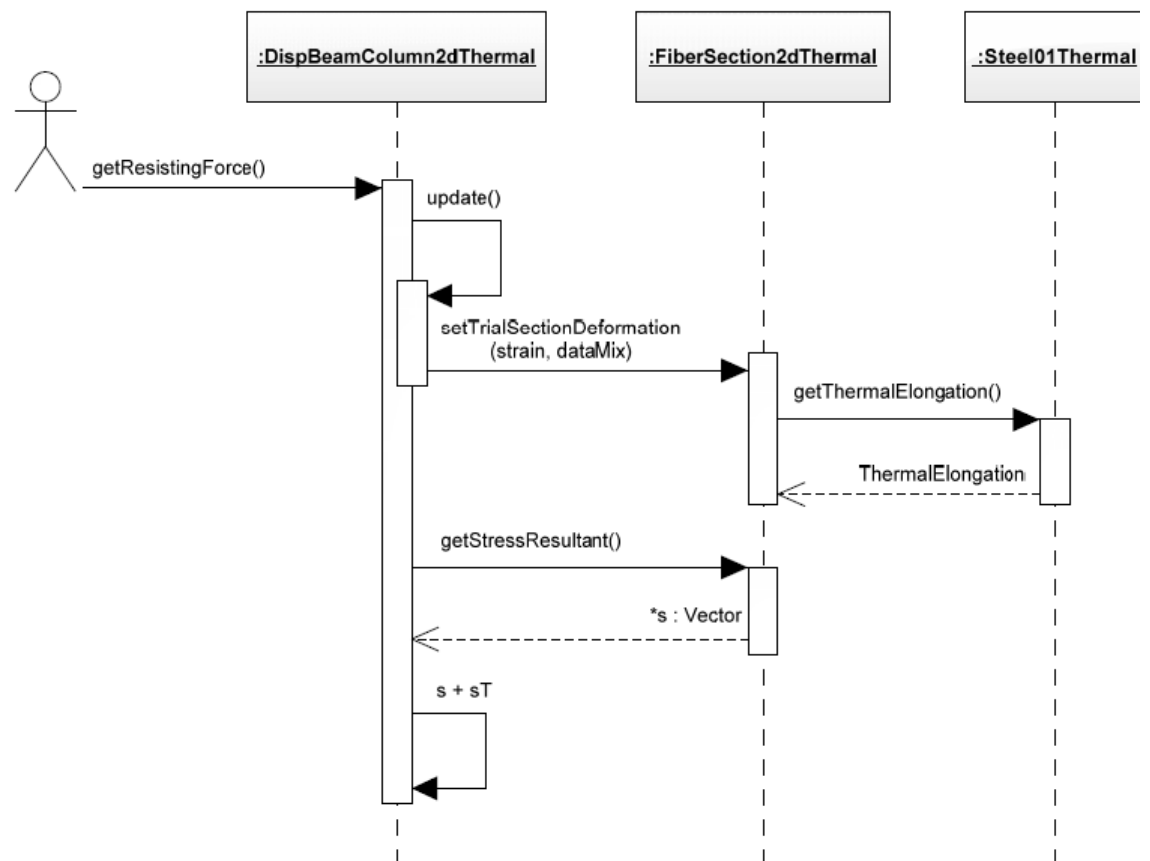 :DispBeamColumn2dThermal
:FiberSection2dThermal
:Steel01Thermal
getResistingForce()
update()
setTrialSectionDeformation
(strain, dataMix)
getThermalElongation()
ThermalElongation
getStressResultant()
*s : Vector
s + sT